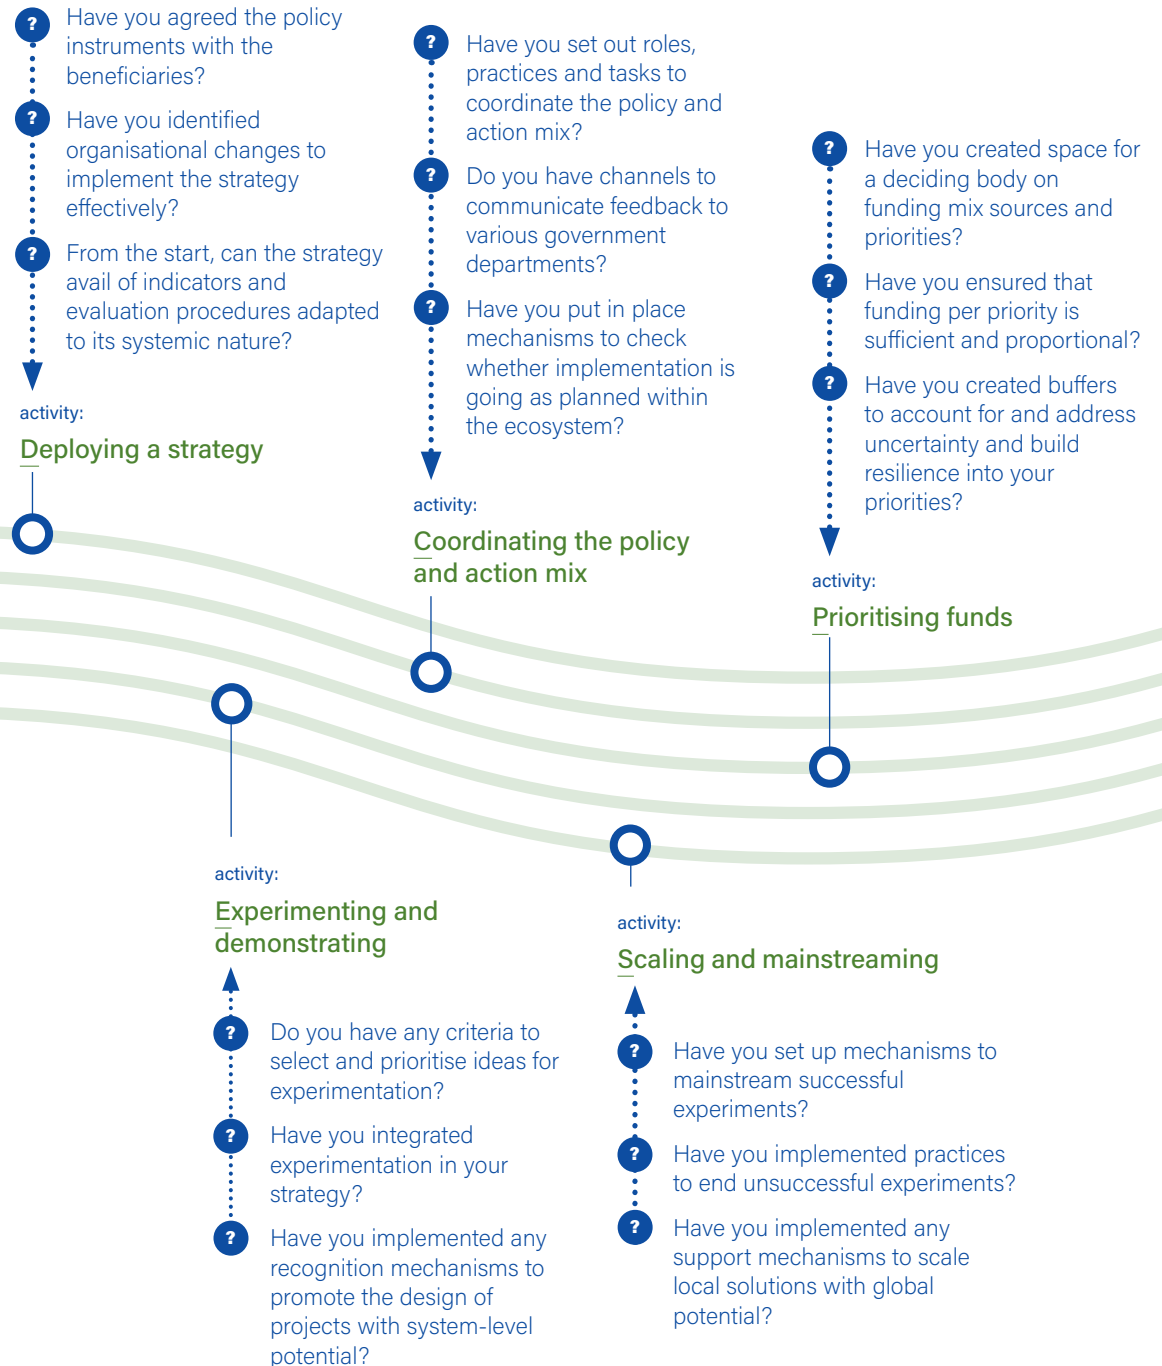 ? Have you agreed the policy
instruments with the
beneficiaries?
? Have you identified
organisational changes to
implement the strategy
effectively?
? From the start, can the strategy
avail of indicators and
evaluation procedures adapted
to its systemic nature?
activity:
Deploying a strategy
? Have you set out roles,
practices and tasks to
coordinate the policy and
action mix?
? Do you have channels to
communicate feedback to
various government
departments?
? Have you put in place
mechanisms to check
whether implementation is
going as planned within
the ecosystem?
activity:
Coordinating the policy
and action mix
? Have you created space for
a deciding body on
funding mix sources and
priorities?
? Have you ensured that
funding per priority is
sufficient and proportional?
? Have you created buffers
to account for and address
uncertainty and build
resilience into your
priorities?
activity:
Prioritising funds
activity:
Experimenting and
demonstrating
? Do you have any criteria to
select and prioritise ideas for
experimentation?
? Have you integrated
experimentation in your
strategy?
? Have you implemented any
recognition mechanisms to
promote the design of
projects with system-level
potential?
activity:
Scaling and mainstreaming
? Have you set up mechanisms to
mainstream successful
experiments?
? Have you implemented practices
to end unsuccessful experiments?
? Have you implemented any
support mechanisms to scale
local solutions with global
potential?